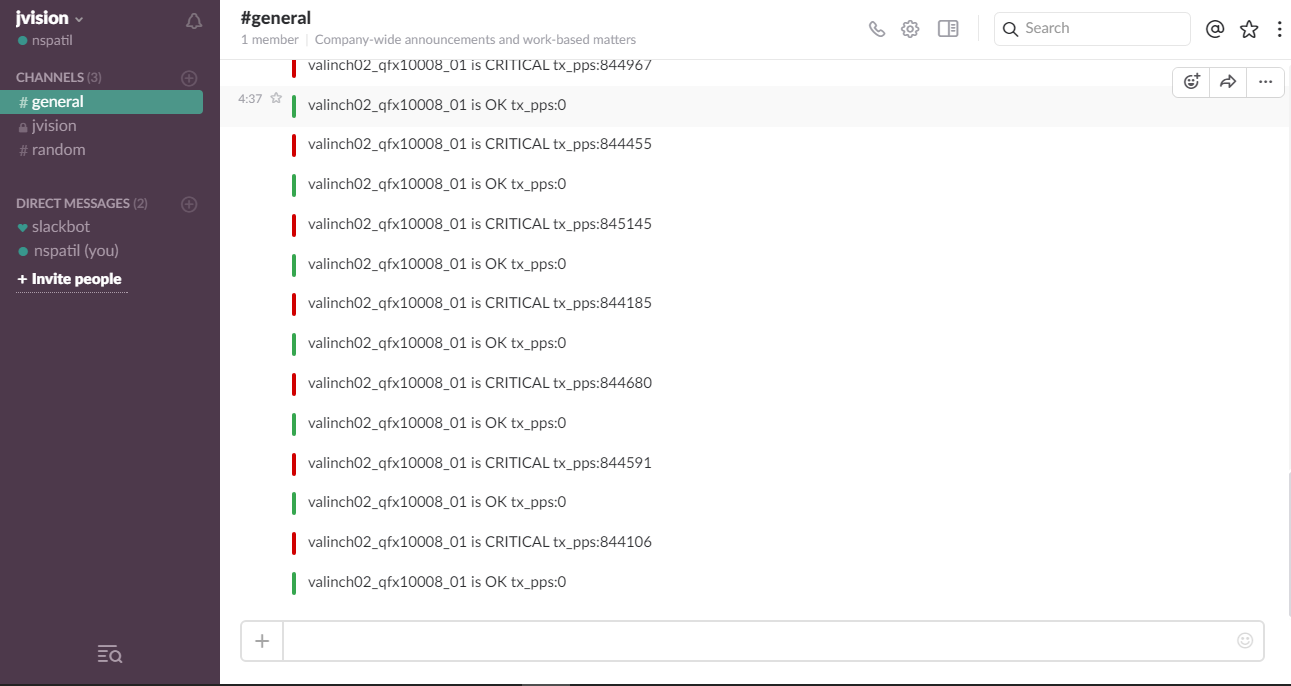 jvision
nspatil
CHANNELS (3)
# general
jvision
# random
DIRECT MESSAGES (2)
slackbot
nspatil (you)
+ Invite people
#general
1 member | Company-wide announcements and work-based matters
Search
valinch02_qfx10008_01 is CRITICAL tx_pps:844967
4:37
valinch02_qfx10008_01 is OK tx_pps:0
valinch02_qfx10008_01 is CRITICAL tx_pps:844455
valinch02_qfx10008_01 is OK tx_pps:0
valinch02_qfx10008_01 is CRITICAL tx_pps:845145
valinch02_qfx10008_01 is OK tx_pps:0
valinch02_qfx10008_01 is CRITICAL tx_pps:844185
valinch02_qfx10008_01 is OK tx_pps:0
valinch02_qfx10008_01 is CRITICAL tx_pps:844680
valinch02_qfx10008_01 is OK tx_pps:0
valinch02_qfx10008_01 is CRITICAL tx_pps:844591
valinch02_qfx10008_01 is OK tx_pps:0
valinch02_qfx10008_01 is CRITICAL tx_pps:844106
valinch02_qfx10008_01 is OK tx_pps:0